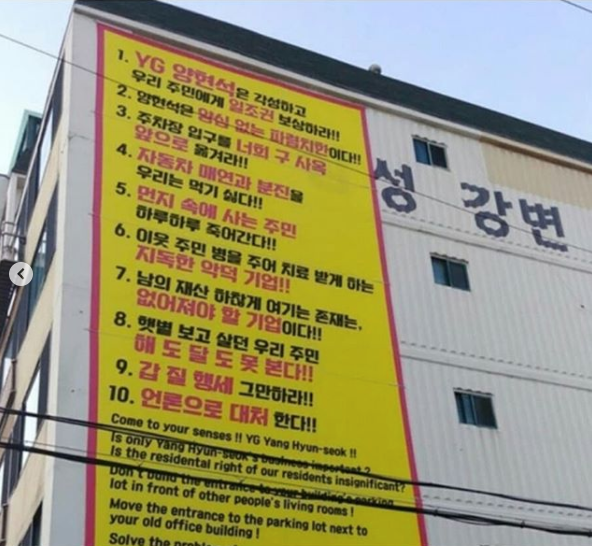 1. YG 양현석은 각성하고
우리 주민에게 일조권 보상하라!!
2. 양현석은 양심 없는 파렴치한이다!!
3. 주차장 입구를 너희 구 사옥
앞으로 옮겨라!!
4. 자동차 매연과 분진을
우리는 먹기 싫다!!
5. 먼지 속에 사는 주민
하루하루 죽어간다!!
6. 이웃 주민 병을 주어 치료 받게 하는
지독한 악덕 기업!!
7. 남의 재산 하찮게 여기는 존재는,
없어져야 할 기업이다!!
8. 햇볕 보고 살던 우리 주민
해 도 달 도 못 본다!!
9. 갑 질 행세 그만하라!!
10. 언론으로 대처 한다!!
Come to your senses !! YG Yang Hyun-seok !!
Is only Yang Hyun-seok's business important ?
Is the residental right of our residents insignificant?
Don't build the entrance to your building's parking
lot in front of other people's living rooms !
Move the entrance to the parking lot next to
your old office building !
Solve the
성 강변